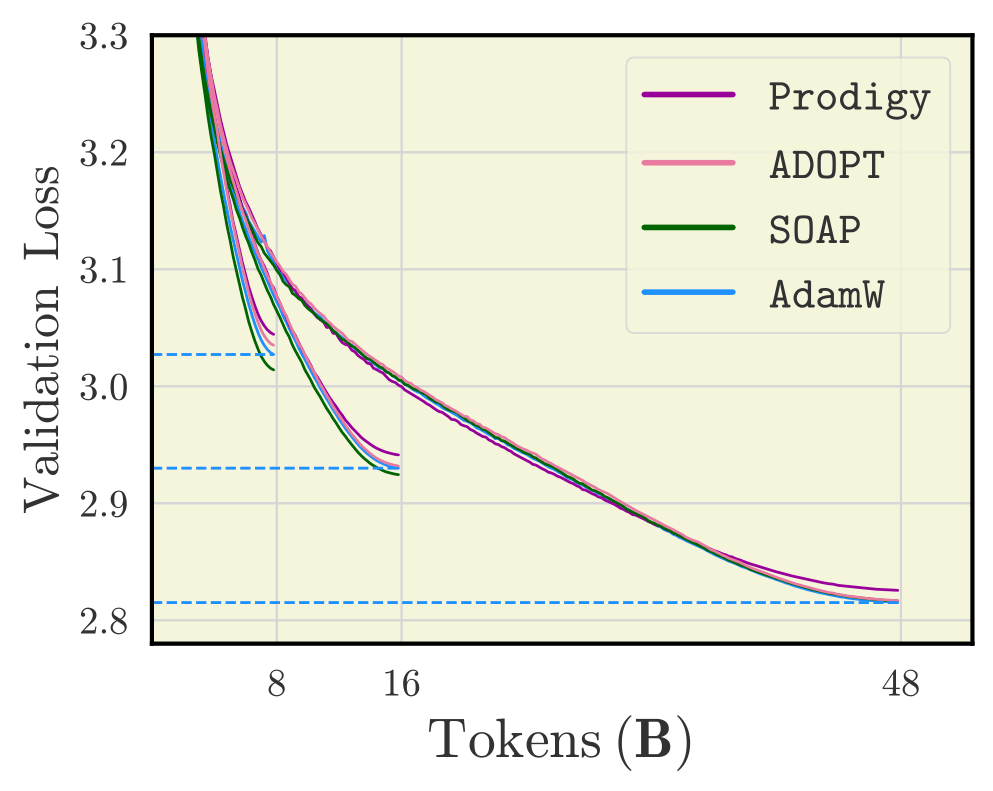 3.3
3.2
3.1
3.0
2.9
2.8
Validation Loss
Prodigy
ADOPT
SOAP
AdamW
8
16
48
Tokens (B)